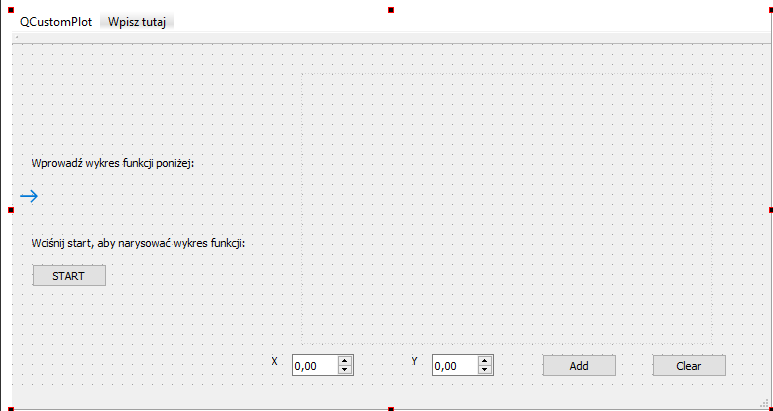 QCustomPlot Wpisz tutaj
Wprowadź wykres funkcji poniżej:
Wciśnij start, aby narysować wykres funkcji:
START
X 0,00 Y 0,00 Add Clear